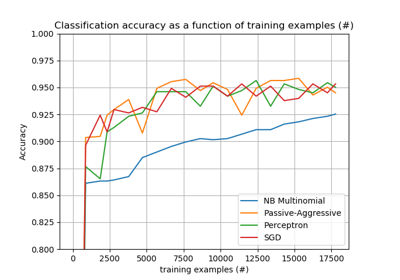 Classification accuracy as a function of training examples (#)
1.000
0.975
0.950
0.925
0.900
0.875
0.850
0.825
0.800
Accuracy
NB Multinomial
Passive-Aggressive
Perceptron
SGD
0 2500 5000 7500 10000 12500 15000 17500
training examples (#)